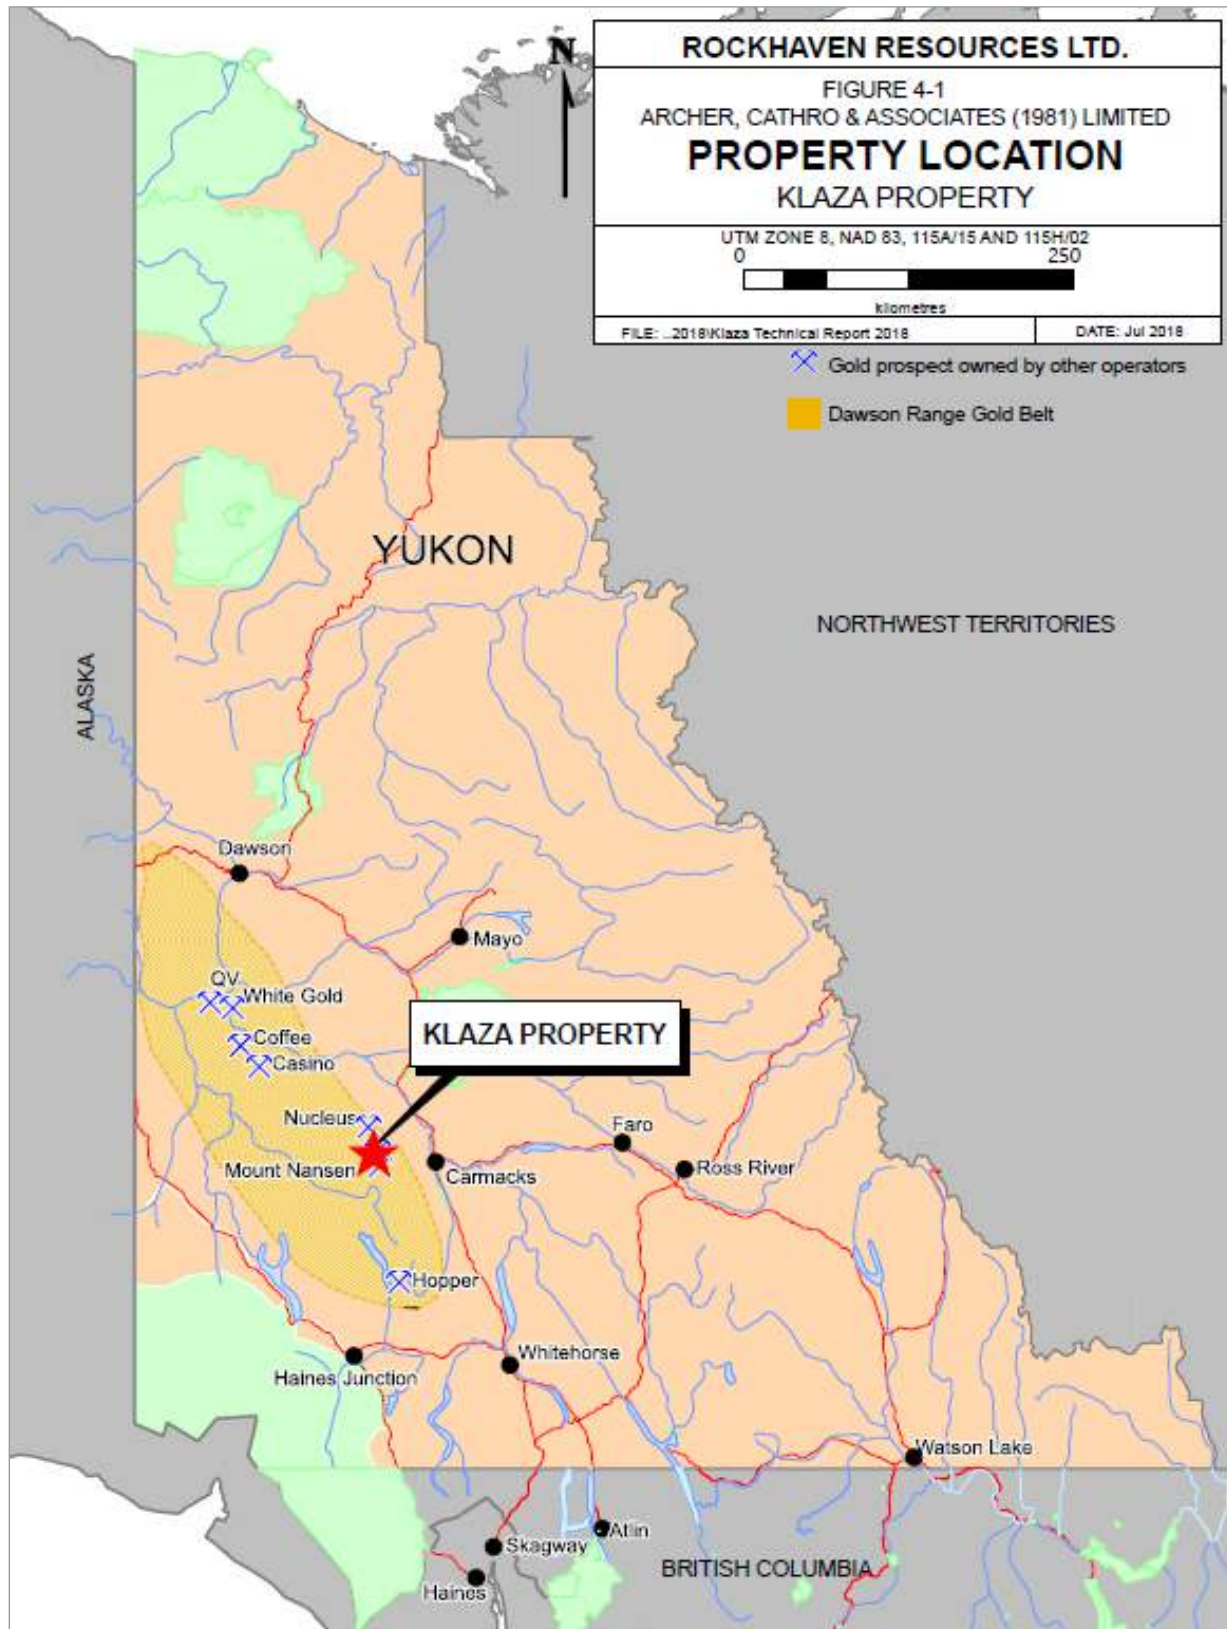 N
ROCKHAVEN RESOURCES LTD.
FIGURE 4-1
ARCHER, CATHRO & ASSOCIATES (1981) LIMITED
PROPERTY LOCATION
KLAZA PROPERTY
UTM ZONE 8, NAD 83, 115A/15 AND 115H/02
0 250
kilometres
FILE: ...2018\Klaza Technical Report 2018
DATE: Jul 2018
Gold prospect owned by other operators
Dawson Range Gold Belt
YUKON
NORTHWEST TERRITORIES
ALASKA
Dawson
Mayo
QV
White Gold
Coffee
Casino
KLAZA PROPERTY
Nucleus
Mount Nansen
Carmacks
Faro
Ross River
Hopper
Whitehorse
Haines Junction
Watson Lake
Atlin
Skagway
BRITISH COLUMBIA
Haines